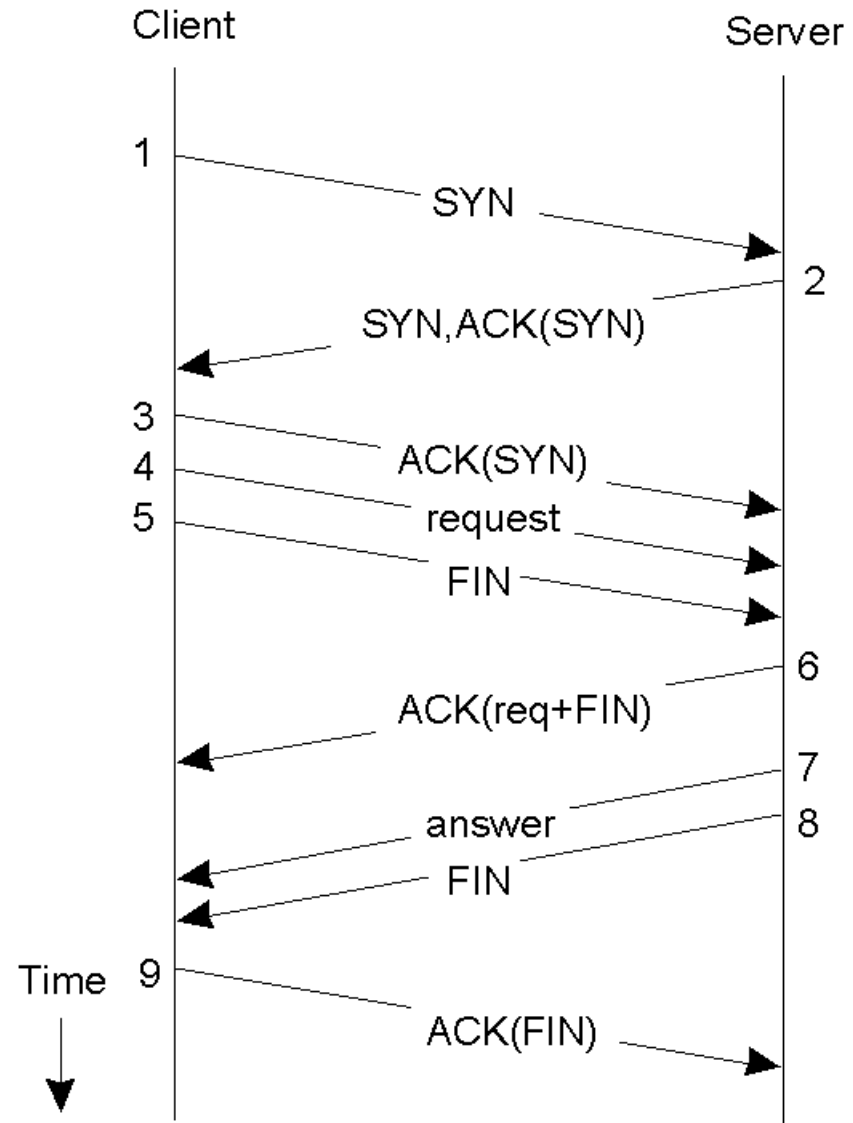 Client
Server
1
SYN
2
SYN,ACK(SYN)
3
ACK(SYN)
4
request
5
FIN
6
ACK(req+FIN)
7
answer
8
FIN
Time
9
ACK(FIN)